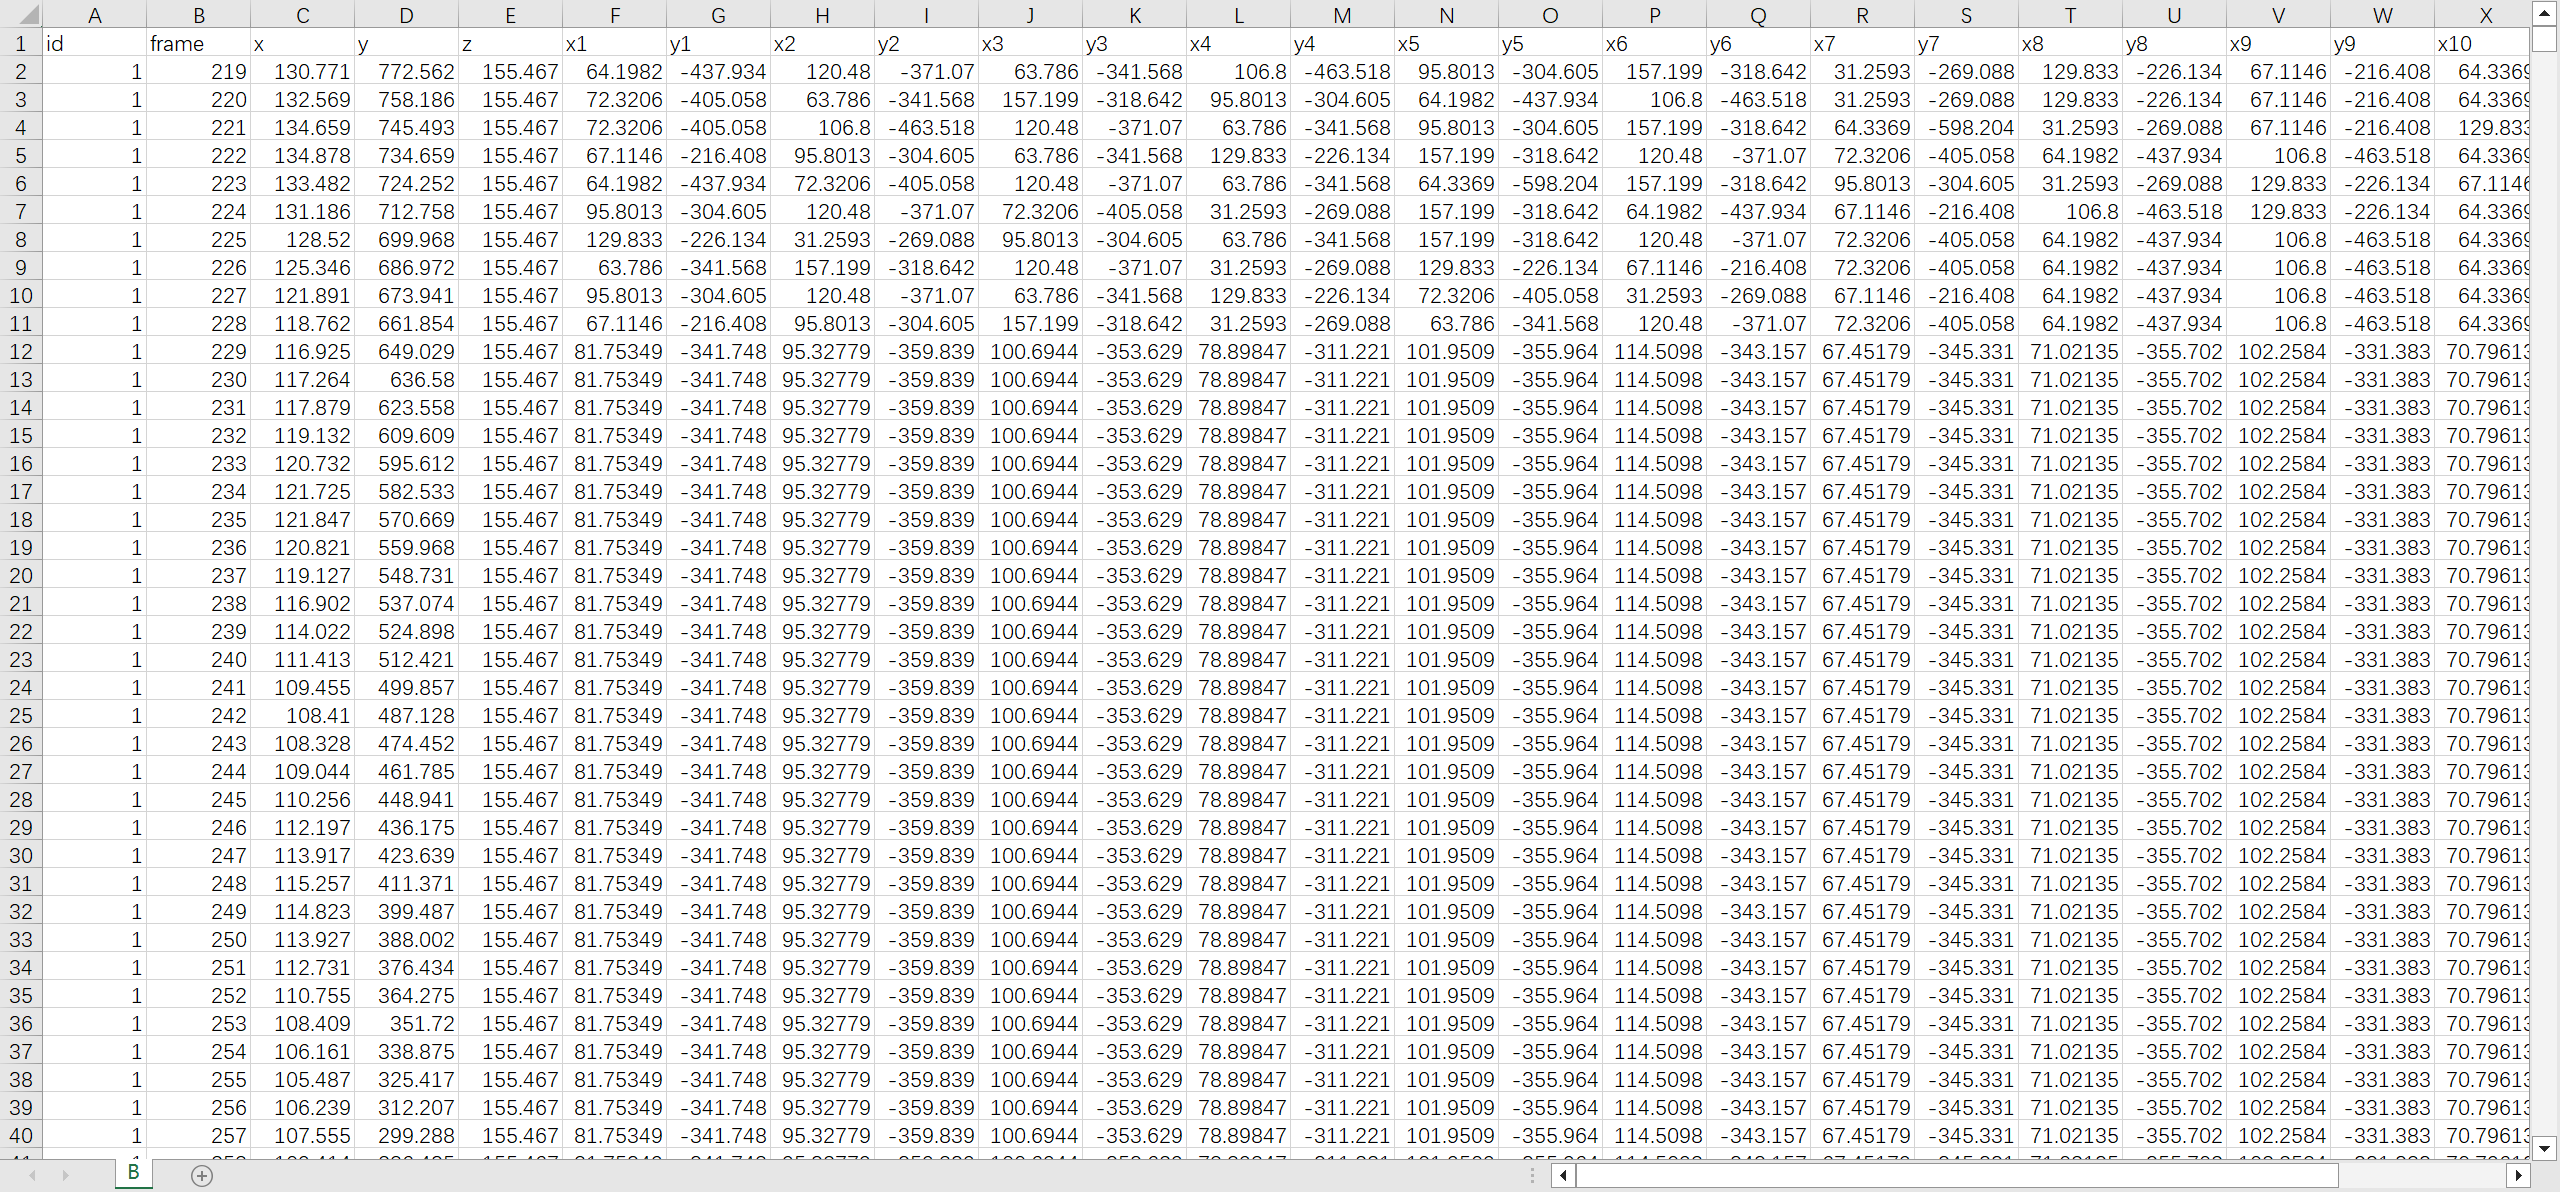 A B C D E F G H I J K L M N O P Q R S T U V W X
1 id frame x y z x1 y1 x2 y2 x3 y3 x4 y4 x5 y5 x6 y6 x7 y7 x8 y8 x9 y9 x10
2 1 219 130.771 772.562 155.467 64.1982 -437.934 120.48 -371.07 63.786 -341.568 106.8 -463.518 95.8013 -304.605 157.199 -318.642 31.2593 -269.088 129.833 -226.134 67.1146 -216.408 64.3369
3 1 220 132.569 758.186 155.467 72.3206 -405.058 63.786 -341.568 157.199 -318.642 95.8013 -304.605 64.1982 -437.934 106.8 -463.518 31.2593 -269.088 129.833 -226.134 67.1146 -216.408 64.3369
4 1 221 134.659 745.493 155.467 72.3206 -405.058 106.8 -463.518 120.48 -371.07 63.786 -341.568 95.8013 -304.605 157.199 -318.642 64.3369 -598.204 31.2593 -269.088 67.1146 -216.408 129.833
5 1 222 134.878 734.659 155.467 67.1146 -216.408 95.8013 -304.605 63.786 -341.568 129.833 -226.134 157.199 -318.642 120.48 -371.07 72.3206 -405.058 64.1982 -437.934 106.8 -463.518 64.3369
6 1 223 133.482 724.252 155.467 64.1982 -437.934 72.3206 -405.058 120.48 -371.07 63.786 -341.568 64.3369 -598.204 157.199 -318.642 95.8013 -304.605 31.2593 -269.088 129.833 -226.134 67.1146
7 1 224 131.186 712.758 155.467 95.8013 -304.605 120.48 -371.07 72.3206 -405.058 31.2593 -269.088 157.199 -318.642 64.1982 -437.934 67.1146 -216.408 106.8 -463.518 129.833 -226.134 64.3369
8 1 225 128.52 699.968 155.467 129.833 -226.134 31.2593 -269.088 95.8013 -304.605 63.786 -341.568 157.199 -318.642 120.48 -371.07 72.3206 -405.058 64.1982 -437.934 106.8 -463.518 64.3369
9 1 226 125.346 686.972 155.467 63.786 -341.568 157.199 -318.642 120.48 -371.07 31.2593 -269.088 129.833 -226.134 67.1146 -216.408 72.3206 -405.058 64.1982 -437.934 106.8 -463.518 64.3369
10 1 227 121.891 673.941 155.467 95.8013 -304.605 120.48 -371.07 63.786 -341.568 129.833 -226.134 72.3206 -405.058 31.2593 -269.088 67.1146 -216.408 64.1982 -437.934 106.8 -463.518 64.3369
11 1 228 118.762 661.854 155.467 67.1146 -216.408 95.8013 -304.605 157.199 -318.642 31.2593 -269.088 63.786 -341.568 120.48 -371.07 72.3206 -405.058 64.1982 -437.934 106.8 -463.518 64.3369
12 1 229 116.925 649.029 155.467 81.75349 -341.748 95.32779 -359.839 100.6944 -353.629 78.89847 -311.221 101.9509 -355.964 114.5098 -343.157 67.45179 -345.331 71.02135 -355.702 102.2584 -331.383 70.79613
13 1 230 117.264 636.58 155.467 81.75349 -341.748 95.32779 -359.839 100.6944 -353.629 78.89847 -311.221 101.9509 -355.964 114.5098 -343.157 67.45179 -345.331 71.02135 -355.702 102.2584 -331.383 70.79613
14 1 231 117.879 623.558 155.467 81.75349 -341.748 95.32779 -359.839 100.6944 -353.629 78.89847 -311.221 101.9509 -355.964 114.5098 -343.157 67.45179 -345.331 71.02135 -355.702 102.2584 -331.383 70.79613
15 1 232 119.132 609.609 155.467 81.75349 -341.748 95.32779 -359.839 100.6944 -353.629 78.89847 -311.221 101.9509 -355.964 114.5098 -343.157 67.45179 -345.331 71.02135 -355.702 102.2584 -331.383 70.79613
16 1 233 120.732 595.612 155.467 81.75349 -341.748 95.32779 -359.839 100.6944 -353.629 78.89847 -311.221 101.9509 -355.964 114.5098 -343.157 67.45179 -345.331 71.02135 -355.702 102.2584 -331.383 70.79613
17 1 234 121.725 582.533 155.467 81.75349 -341.748 95.32779 -359.839 100.6944 -353.629 78.89847 -311.221 101.9509 -355.964 114.5098 -343.157 67.45179 -345.331 71.02135 -355.702 102.2584 -331.383 70.79613
18 1 235 121.847 570.669 155.467 81.75349 -341.748 95.32779 -359.839 100.6944 -353.629 78.89847 -311.221 101.9509 -355.964 114.5098 -343.157 67.45179 -345.331 71.02135 -355.702 102.2584 -331.383 70.79613
19 1 236 120.821 559.968 155.467 81.75349 -341.748 95.32779 -359.839 100.6944 -353.629 78.89847 -311.221 101.9509 -355.964 114.5098 -343.157 67.45179 -345.331 71.02135 -355.702 102.2584 -331.383 70.79613
20 1 237 119.127 548.731 155.467 81.75349 -341.748 95.32779 -359.839 100.6944 -353.629 78.89847 -311.221 101.9509 -355.964 114.5098 -343.157 67.45179 -345.331 71.02135 -355.702 102.2584 -331.383 70.79613
21 1 238 116.902 537.074 155.467 81.75349 -341.748 95.32779 -359.839 100.6944 -353.629 78.89847 -311.221 101.9509 -355.964 114.5098 -343.157 67.45179 -345.331 71.02135 -355.702 102.2584 -331.383 70.79613
22 1 239 114.022 524.898 155.467 81.75349 -341.748 95.32779 -359.839 100.6944 -353.629 78.89847 -311.221 101.9509 -355.964 114.5098 -343.157 67.45179 -345.331 71.02135 -355.702 102.2584 -331.383 70.79613
23 1 240 111.413 512.421 155.467 81.75349 -341.748 95.32779 -359.839 100.6944 -353.629 78.89847 -311.221 101.9509 -355.964 114.5098 -343.157 67.45179 -345.331 71.02135 -355.702 102.2584 -331.383 70.79613
24 1 241 109.455 499.857 155.467 81.75349 -341.748 95.32779 -359.839 100.6944 -353.629 78.89847 -311.221 101.9509 -355.964 114.5098 -343.157 67.45179 -345.331 71.02135 -355.702 102.2584 -331.383 70.79613
25 1 242 108.41 487.128 155.467 81.75349 -341.748 95.32779 -359.839 100.6944 -353.629 78.89847 -311.221 101.9509 -355.964 114.5098 -343.157 67.45179 -345.331 71.02135 -355.702 102.2584 -331.383 70.79613
26 1 243 108.328 474.452 155.467 81.75349 -341.748 95.32779 -359.839 100.6944 -353.629 78.89847 -311.221 101.9509 -355.964 114.5098 -343.157 67.45179 -345.331 71.02135 -355.702 102.2584 -331.383 70.79613
27 1 244 109.044 461.785 155.467 81.75349 -341.748 95.32779 -359.839 100.6944 -353.629 78.89847 -311.221 101.9509 -355.964 114.5098 -343.157 67.45179 -345.331 71.02135 -355.702 102.2584 -331.383 70.79613
28 1 245 110.256 448.941 155.467 81.75349 -341.748 95.32779 -359.839 100.6944 -353.629 78.89847 -311.221 101.9509 -355.964 114.5098 -343.157 67.45179 -345.331 71.02135 -355.702 102.2584 -331.383 70.79613
29 1 246 112.197 436.175 155.467 81.75349 -341.748 95.32779 -359.839 100.6944 -353.629 78.89847 -311.221 101.9509 -355.964 114.5098 -343.157 67.45179 -345.331 71.02135 -355.702 102.2584 -331.383 70.79613
30 1 247 113.917 423.639 155.467 81.75349 -341.748 95.32779 -359.839 100.6944 -353.629 78.89847 -311.221 101.9509 -355.964 114.5098 -343.157 67.45179 -345.331 71.02135 -355.702 102.2584 -331.383 70.79613
31 1 248 115.257 411.371 155.467 81.75349 -341.748 95.32779 -359.839 100.6944 -353.629 78.89847 -311.221 101.9509 -355.964 114.5098 -343.157 67.45179 -345.331 71.02135 -355.702 102.2584 -331.383 70.79613
32 1 249 114.823 399.487 155.467 81.75349 -341.748 95.32779 -359.839 100.6944 -353.629 78.89847 -311.221 101.9509 -355.964 114.5098 -343.157 67.45179 -345.331 71.02135 -355.702 102.2584 -331.383 70.79613
33 1 250 113.927 388.002 155.467 81.75349 -341.748 95.32779 -359.839 100.6944 -353.629 78.89847 -311.221 101.9509 -355.964 114.5098 -343.157 67.45179 -345.331 71.02135 -355.702 102.2584 -331.383 70.79613
34 1 251 112.731 376.434 155.467 81.75349 -341.748 95.32779 -359.839 100.6944 -353.629 78.89847 -311.221 101.9509 -355.964 114.5098 -343.157 67.45179 -345.331 71.02135 -355.702 102.2584 -331.383 70.79613
35 1 252 110.755 364.275 155.467 81.75349 -341.748 95.32779 -359.839 100.6944 -353.629 78.89847 -311.221 101.9509 -355.964 114.5098 -343.157 67.45179 -345.331 71.02135 -355.702 102.2584 -331.383 70.79613
36 1 253 108.409 351.72 155.467 81.75349 -341.748 95.32779 -359.839 100.6944 -353.629 78.89847 -311.221 101.9509 -355.964 114.5098 -343.157 67.45179 -345.331 71.02135 -355.702 102.2584 -331.383 70.79613
37 1 254 106.161 338.875 155.467 81.75349 -341.748 95.32779 -359.839 100.6944 -353.629 78.89847 -311.221 101.9509 -355.964 114.5098 -343.157 67.45179 -345.331 71.02135 -355.702 102.2584 -331.383 70.79613
38 1 255 105.487 325.417 155.467 81.75349 -341.748 95.32779 -359.839 100.6944 -353.629 78.89847 -311.221 101.9509 -355.964 114.5098 -343.157 67.45179 -345.331 71.02135 -355.702 102.2584 -331.383 70.79613
39 1 256 106.239 312.207 155.467 81.75349 -341.748 95.32779 -359.839 100.6944 -353.629 78.89847 -311.221 101.9509 -355.964 114.5098 -343.157 67.45179 -345.331 71.02135 -355.702 102.2584 -331.383 70.79613
40 1 257 107.555 299.288 155.467 81.75349 -341.748 95.32779 -359.839 100.6944 -353.629 78.89847 -311.221 101.9509 -355.964 114.5098 -343.157 67.45179 -345.331 71.02135 -355.702 102.2584 -331.383 70.79613
B